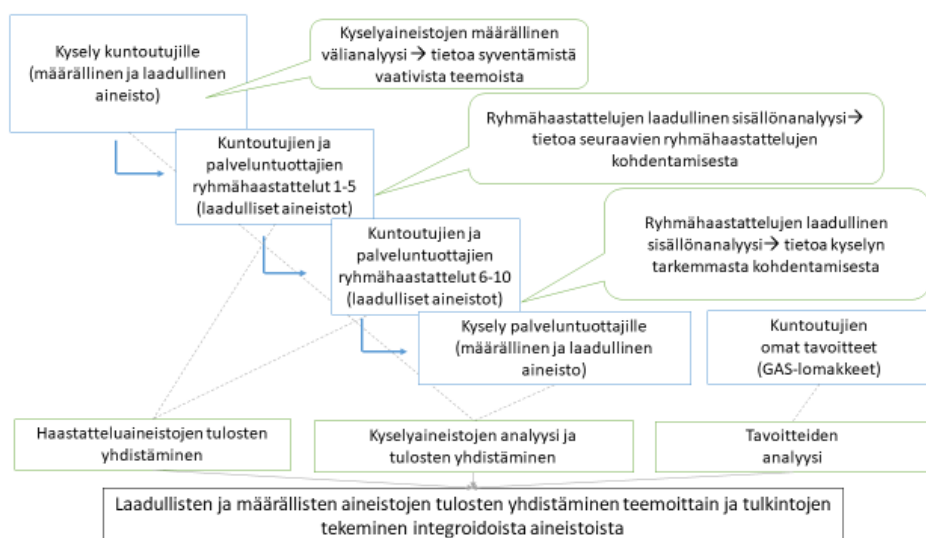 Kysely kuntoutujille
(määrällinen ja laadullinen
aineisto)
Kyselyaineistojen määrällinen
välianalyysi → tietoa syventämistä
vaativista teemoista
Kuntoutujien ja
palveluntuottajien
ryhmähaastattelut 1-5
(laadulliset aineistot)
Ryhmähaastattelujen laadullinen sisällönanalyysi→
tietoa seuraavien ryhmähaastattelujen
kohdentamisesta
Kuntoutujien ja
palveluntuottajien
ryhmähaastattelut 6-10
(laadulliset aineistot)
Ryhmähaastattelujen laadullinen
sisällönanalyysi→ tietoa kyselyn
tarkemmasta kohdentamisesta
Kysely palveluntuottajille
(määrällinen ja laadullinen
aineisto)
Kuntoutujien
omat tavoitteet
(GAS-lomakkeet)
Haastatteluaineistojen tulosten
yhdistäminen
Kyselyaineistojen analyysi ja
tulosten yhdistäminen
Tavoitteiden
analyysi
Laadullisten ja määrällisten aineistojen tulosten yhdistäminen teemoittain ja tulkintojen
tekeminen integroidoista aineistoista